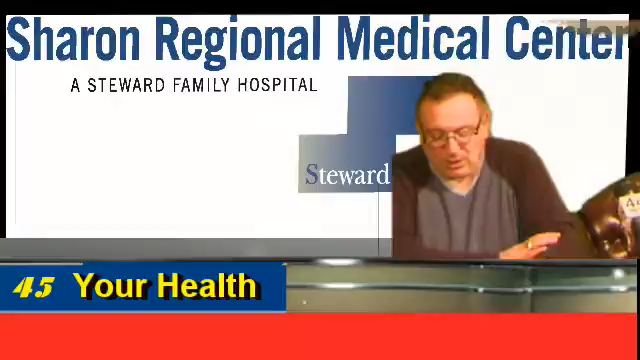 Sharon Regional Medical Center
A STEWARD FAMILY HOSPITAL
Steward
45 Your Health